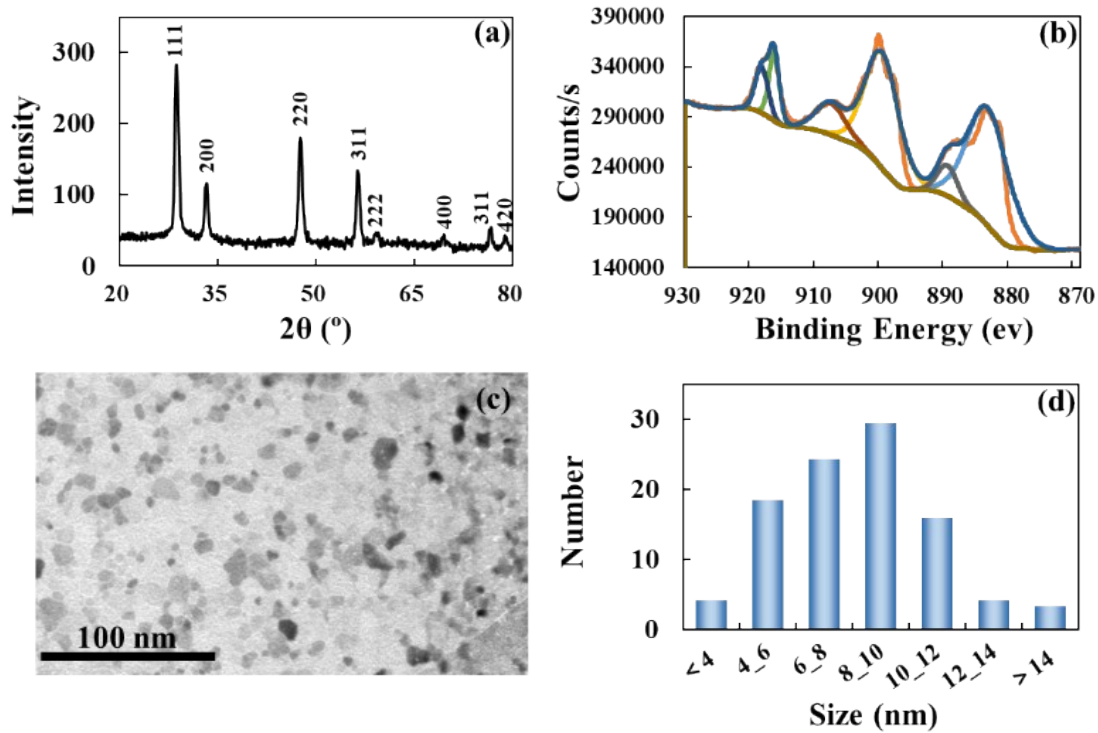 (a)
300
200
100
0
Intensity
111
200
220
311
222
400
311
420
20 35 50 65 80
2θ (º)
(b)
390000
340000
290000
240000
190000
140000
Counts/s
930 920 910 900 890 880 870
Binding Energy (ev)
(c)
100 nm
(d)
30
20
10
0
Number
< 4 4_6 6_8 8_10 10_12 12_14 > 14
Size (nm)